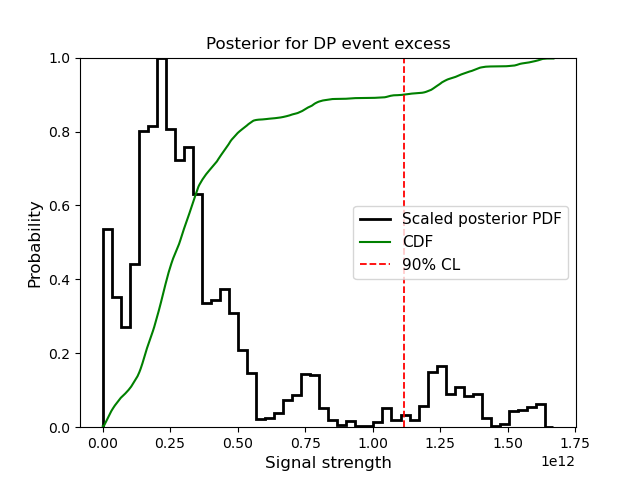 Posterior for DP event excess
1.0
0.8
0.6
0.4
0.2
0.0
Probability
Scaled posterior PDF
CDF
90% CL
0.00 0.25 0.50 0.75 1.00 1.25 1.50 1.75
1e12
Signal strength